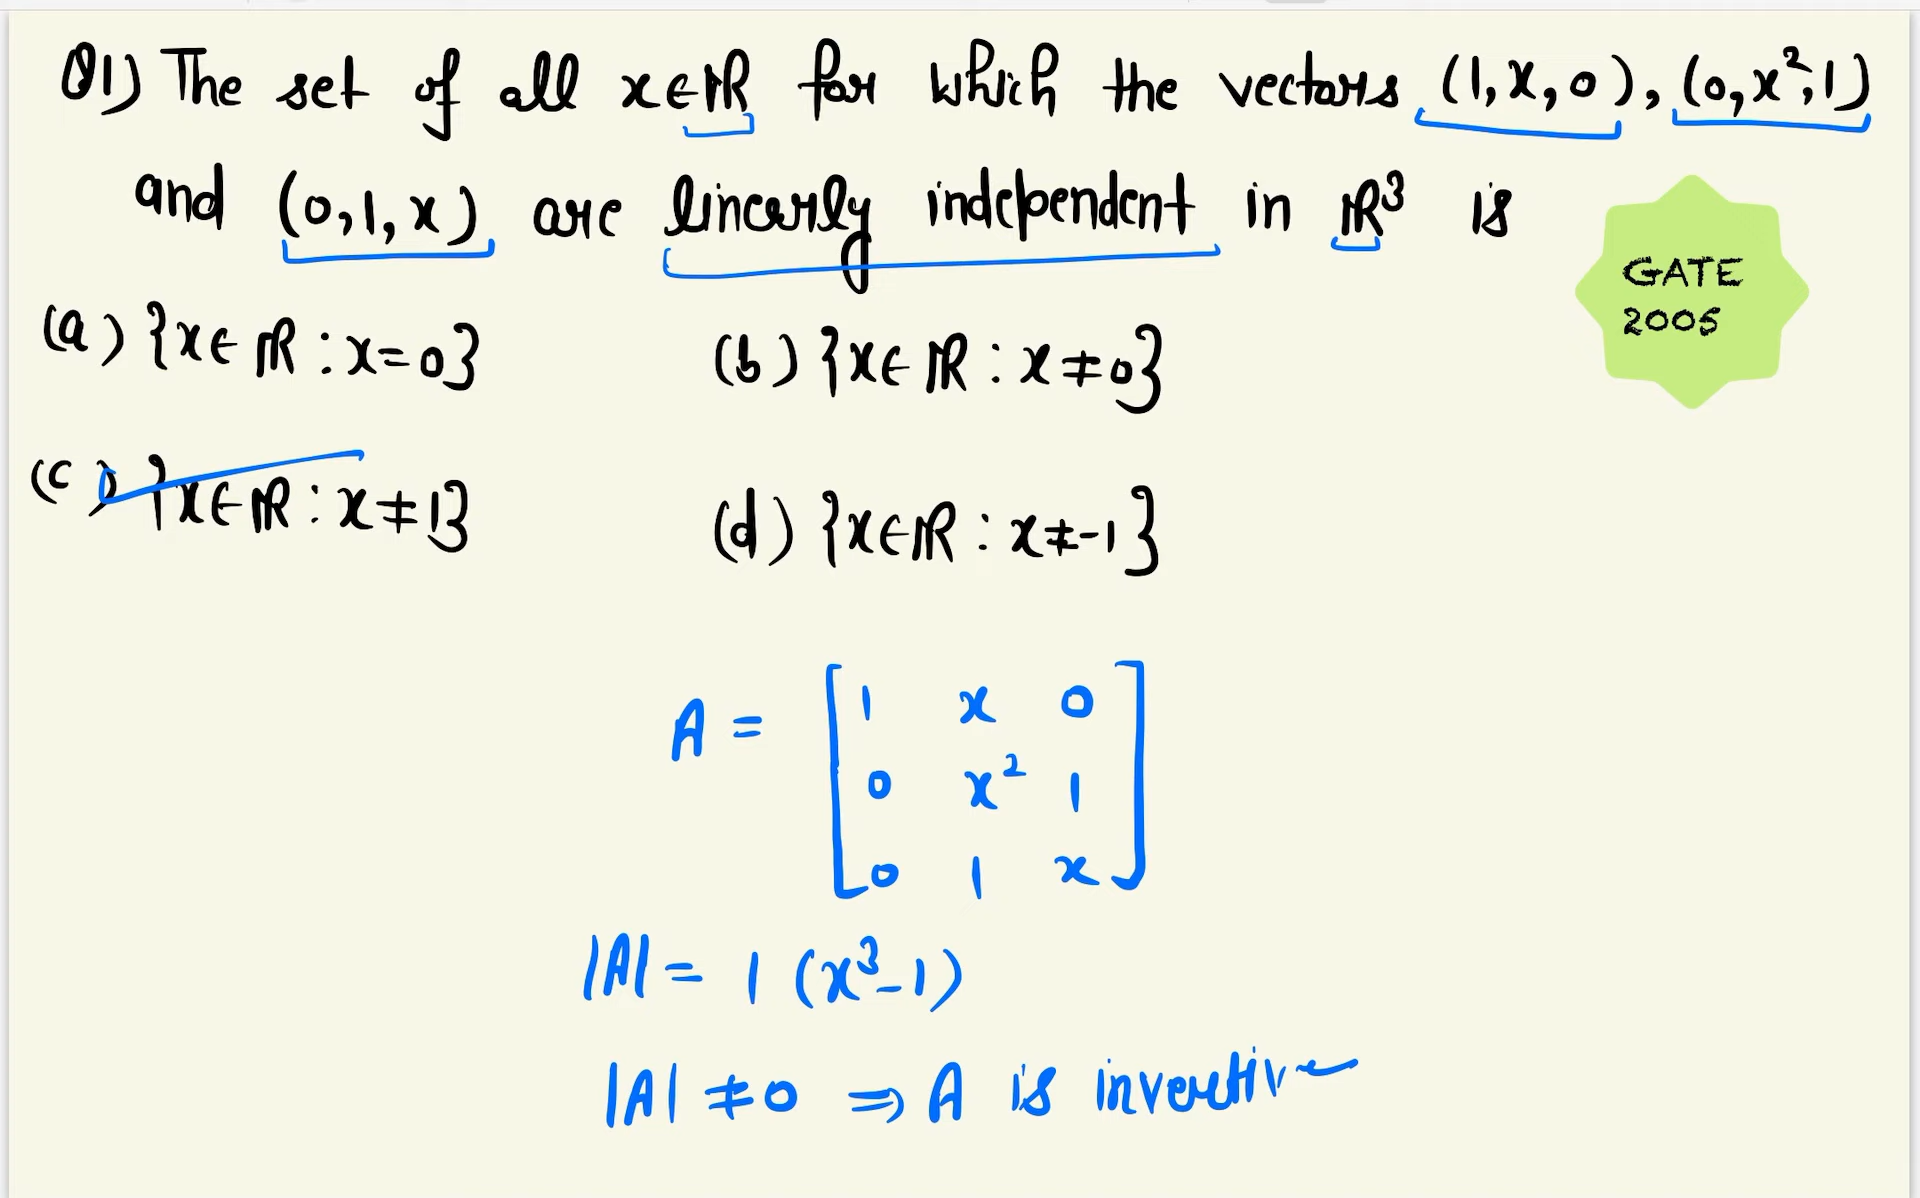 Q1) The set of all x∈ℝ for which the vectors (1,x,0), (0,x²,1)
and (0,1,x) are linearly independent in ℝ³ is
GATE
2005
(a) {x∈ℝ : x=0}
(b) {x∈ℝ : x≠0}
(c) {x∈ℝ : x≠1}
(d) {x∈ℝ : x≠-1}
A = [1 x 0
0 x² 1
0 1 x]
|A| = 1 (x³-1)
|A| ≠ 0 ⇒ A is